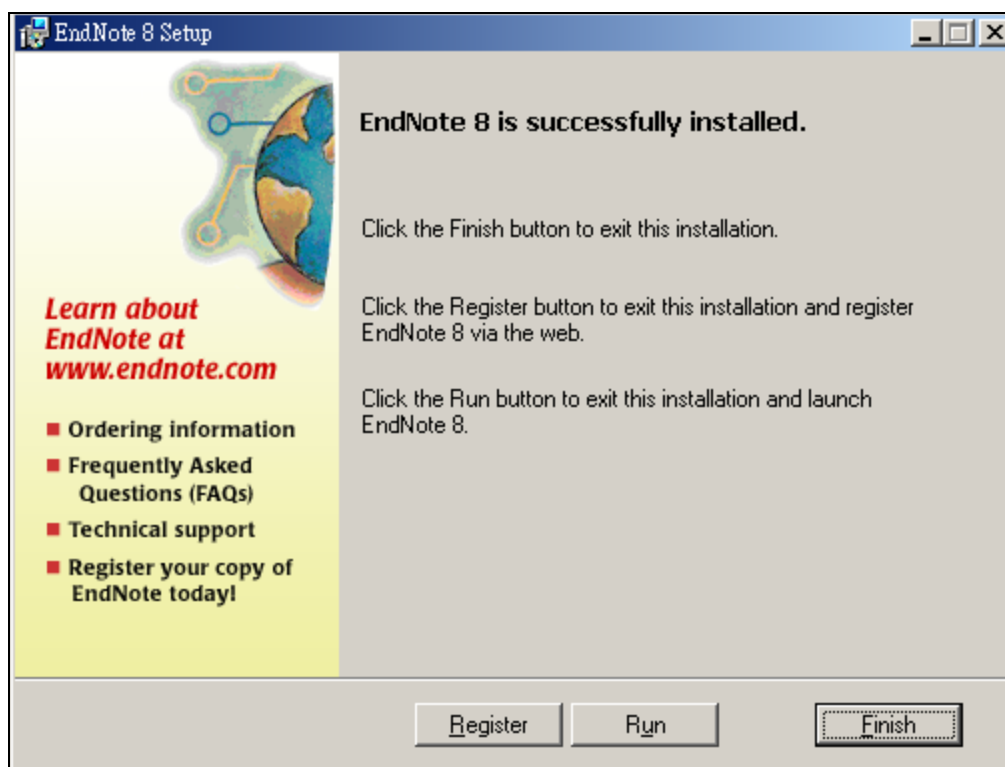 EndNote 8 Setup
EndNote 8 is successfully installed.
Click the Finish button to exit this installation.
Click the Register button to exit this installation and register
EndNote 8 via the web.
Click the Run button to exit this installation and launch
EndNote 8.
Learn about
EndNote at
www.endnote.com
Ordering information
Frequently Asked
Questions (FAQs)
Technical support
Register your copy of
EndNote today!
Register
Run
Finish